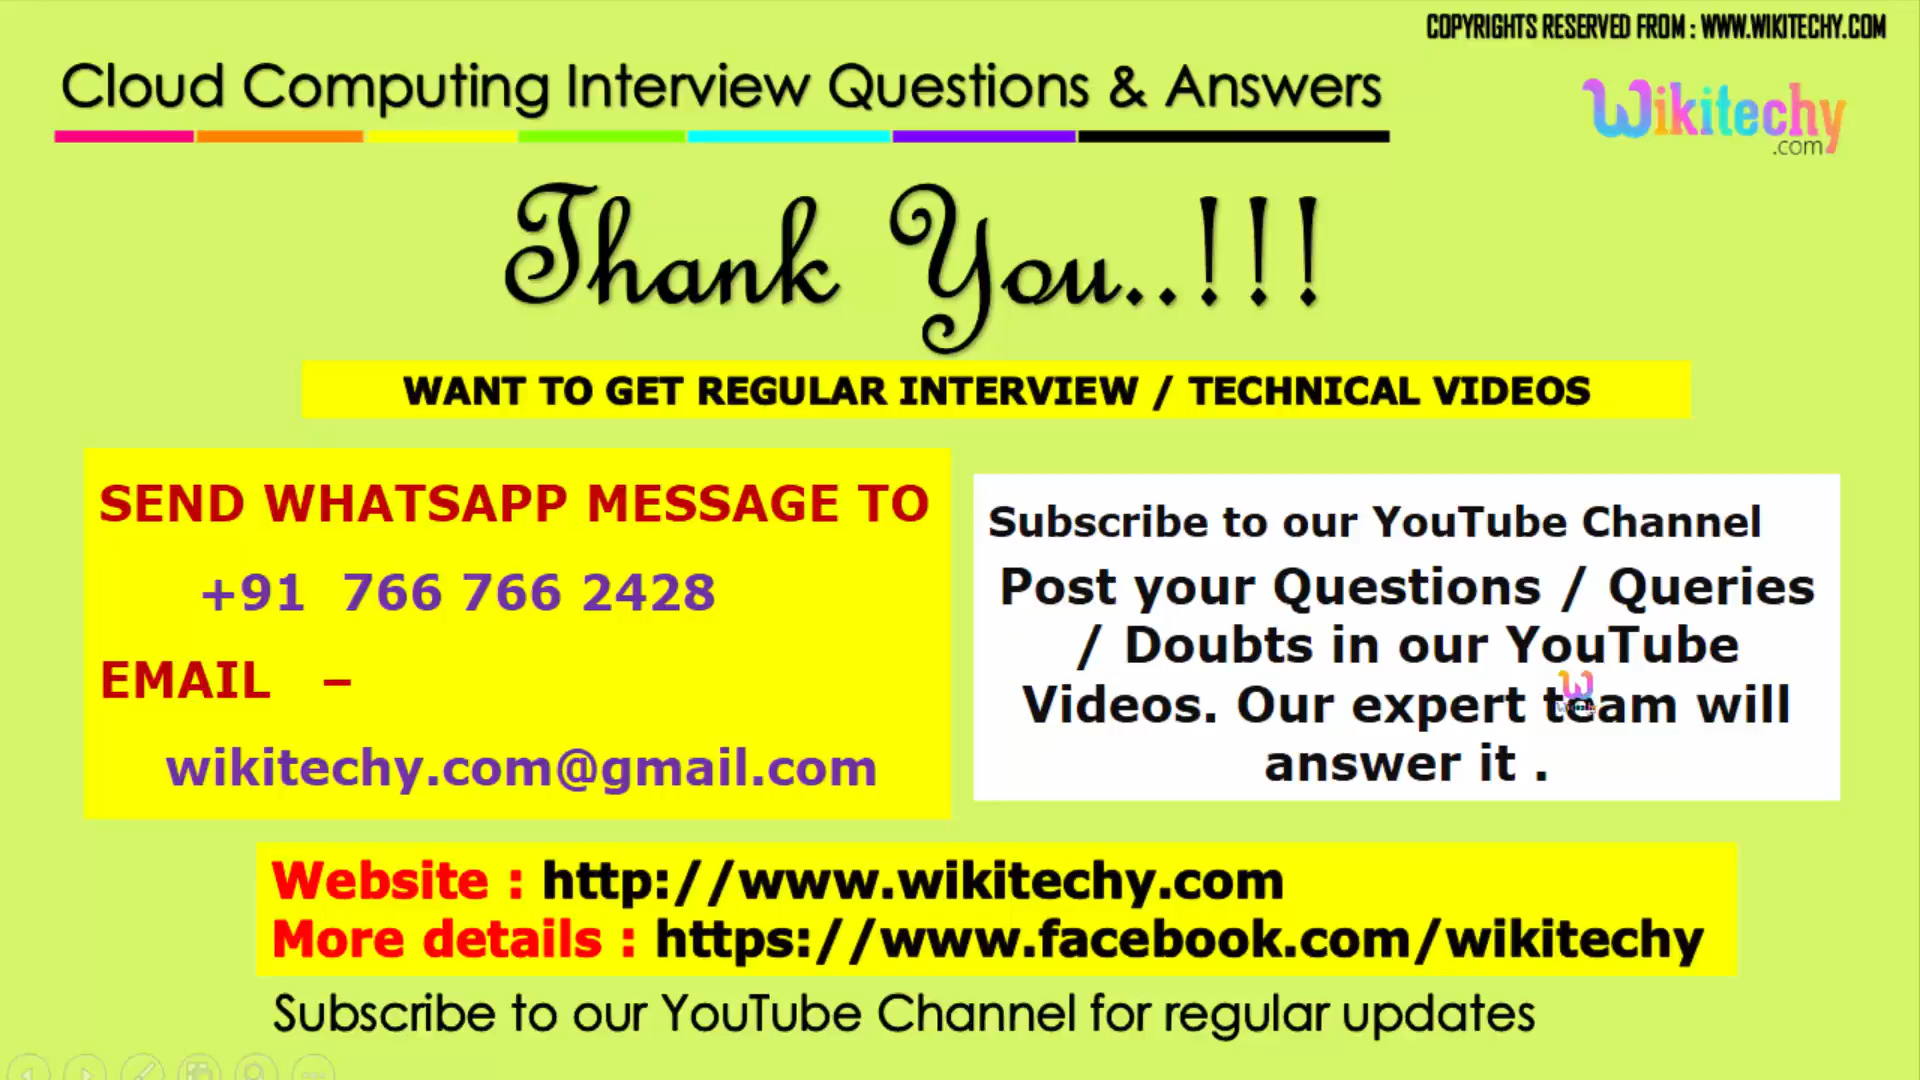 COPYRIGHTS RESERVED FROM : WWW.WIKITECHY.COM
Cloud Computing Interview Questions & Answers
Wikitechy
.com
Thank You..!!!
WANT TO GET REGULAR INTERVIEW / TECHNICAL VIDEOS
SEND WHATSAPP MESSAGE TO
+91 766 766 2428
EMAIL –
wikitechy.com@gmail.com
Subscribe to our YouTube Channel
Post your Questions / Queries
/ Doubts in our YouTube
Videos. Our expert team will
answer it .
Website : http://www.wikitechy.com
More details : https://www.facebook.com/wikitechy
Subscribe to our YouTube Channel for regular updates